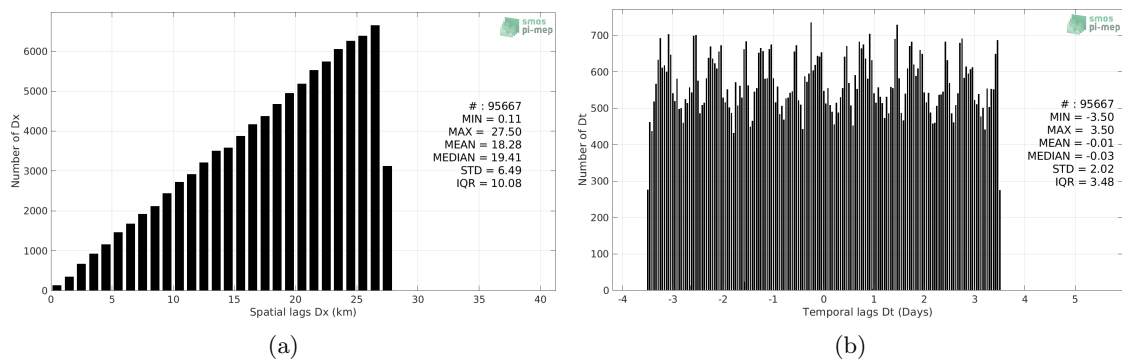 smos
pi-mep
Number of Dx
6000
5000
4000
3000
2000
1000
0
# : 95667
MIN = 0.11
MAX = 27.50
MEAN = 18.28
MEDIAN = 19.41
STD = 6.49
IQR = 10.08
0 5 10 15 20 25 30 35 40
Spatial lags Dx (km)
(a)
smos
pi-mep
Number of Dt
700
600
500
400
300
200
100
0
# : 95667
MIN = -3.50
MAX = 3.50
MEAN = -0.01
MEDIAN = -0.03
STD = 2.02
IQR = 3.48
-4 -3 -2 -1 0 1 2 3 4 5
Temporal lags Dt (Days)
(b)